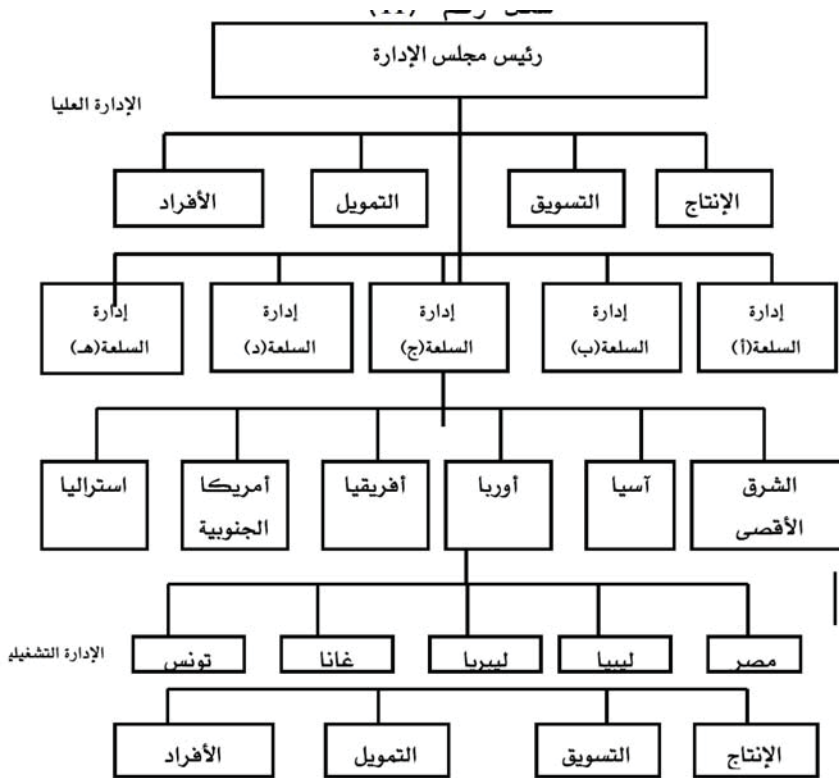 رئيس مجلس الإدارة
الإدارة العليا
الإنتاج التسويق التمويل الأفراد
إدارة إدارة إدارة إدارة إدارة
السلعة(أ) السلعة(ب) السلعة(ج) السلعة(د) السلعة(هـ)
الشرق آسيا أوربا أفريقيا أمريكا استراليا
الأقصى الجنوبية
مصر ليبيا ليبريا غانا تونس
الإدارة التشغيلي
الإنتاج التسويق التمويل الأفراد